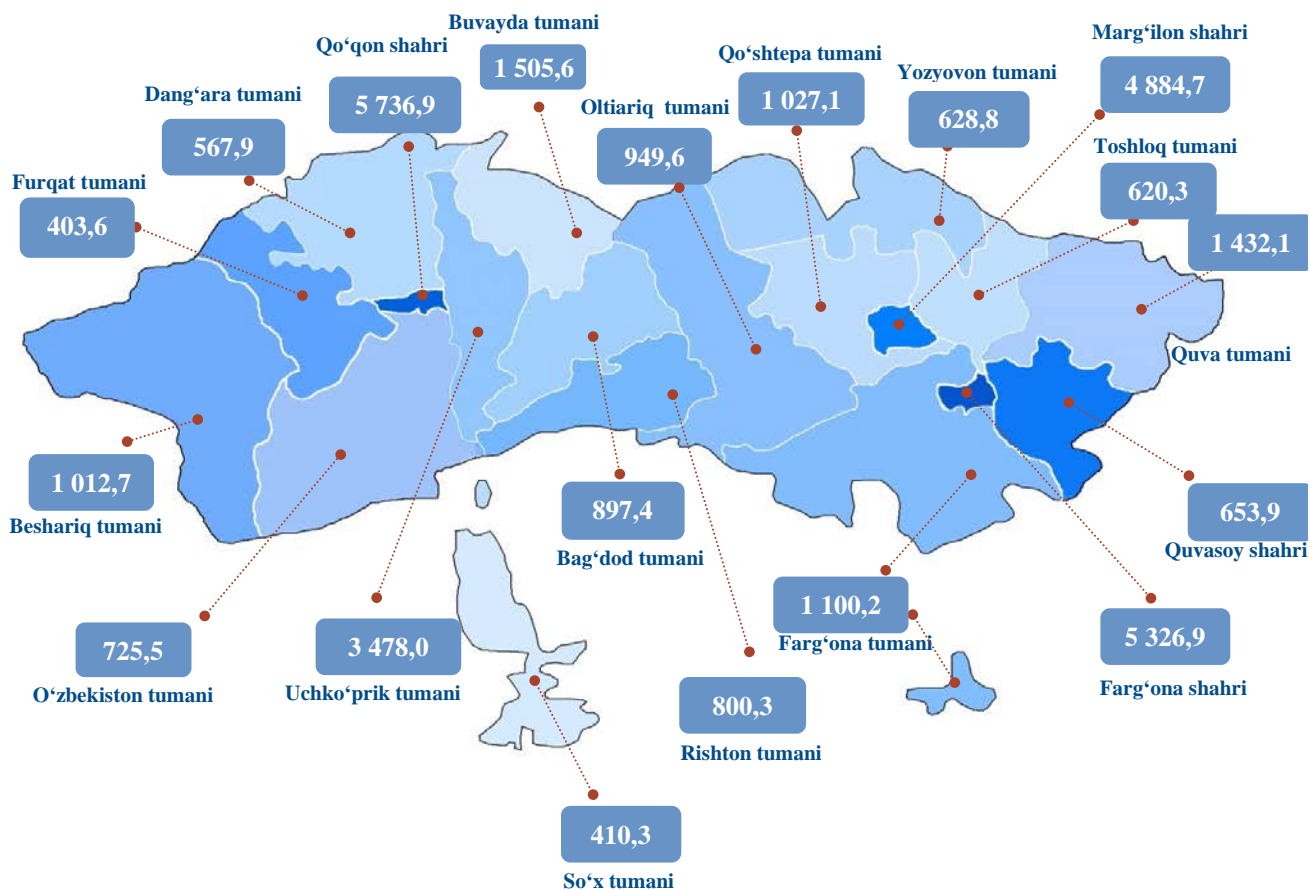 Buvayda tumani
1 505,6
Qo‘qon shahri
5 736,9
Dang‘ara tumani
567,9
Furqat tumani
403,6
Oltiariq tumani
949,6
Qo‘shtepa tumani
1 027,1
Yozyovon tumani
628,8
Marg‘ilon shahri
4 884,7
Toshloq tumani
620,3
1 432,1
Quva tumani
1 012,7
Beshariq tumani
897,4
Bag‘dod tumani
653,9
Quvasoy shahri
725,5
O‘zbekiston tumani
3 478,0
Uchko‘prik tumani
1 100,2
Farg‘ona tumani
5 326,9
Farg‘ona shahri
800,3
Rishton tumani
410,3
So‘x tumani